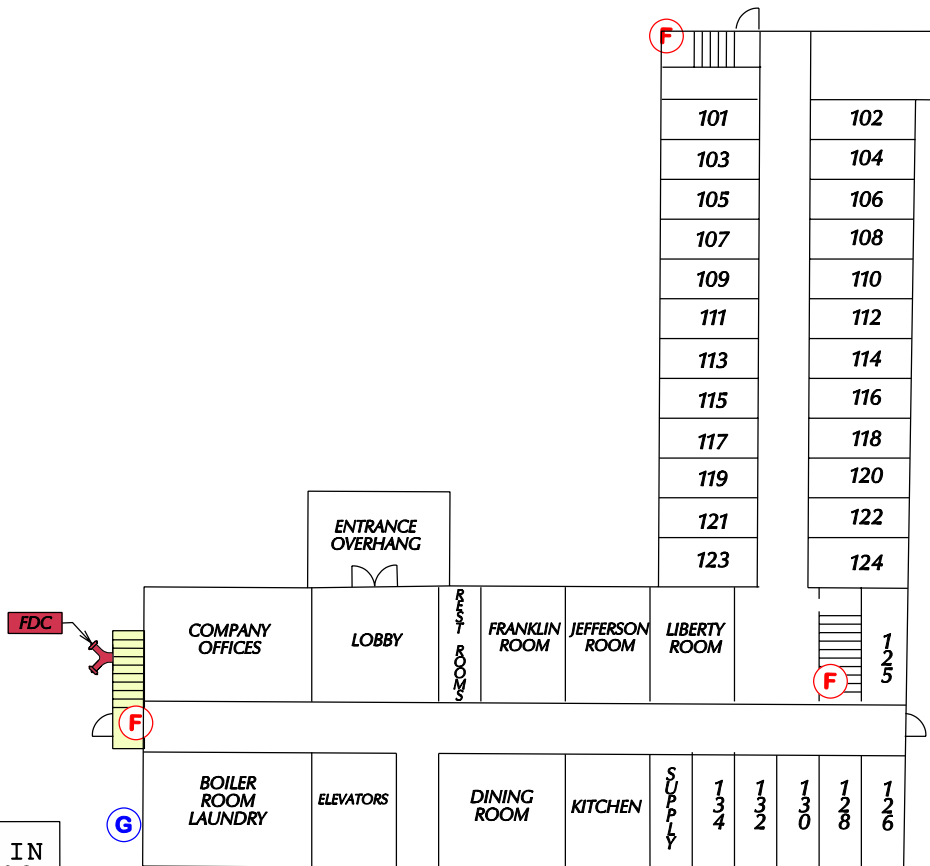 F
101
102
103
104
105
106
107
108
109
110
111
112
113
114
115
116
117
118
119
120
121
122
123
124
ENTRANCE
OVERHANG
FDC
COMPANY
OFFICES
LOBBY
REST ROOMS
FRANKLIN
ROOM
JEFFERSON
ROOM
LIBERTY
ROOM
F
125
F
BOILER
ROOM
LAUNDRY
ELEVATORS
DINING
ROOM
KITCHEN
SUPPLY
134
132
130
128
126
G
IN